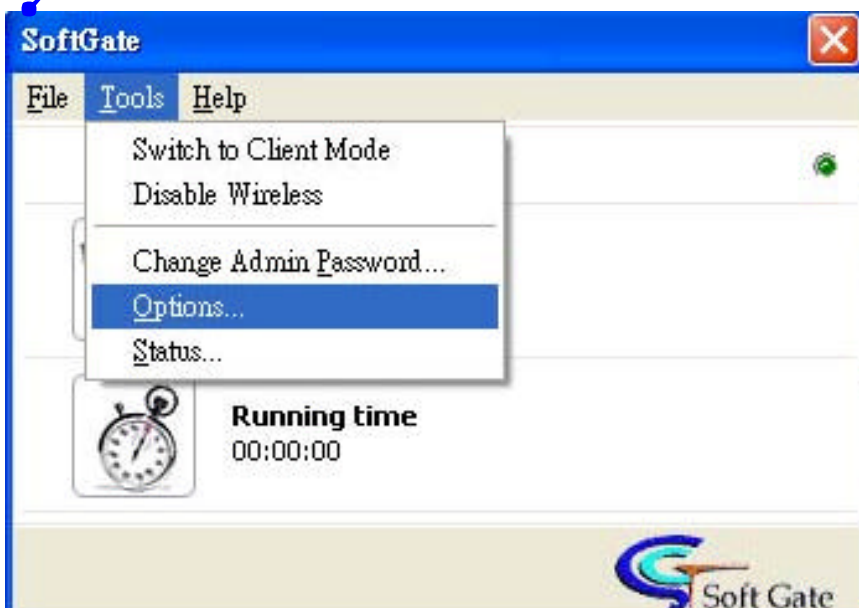 SoftGate
File Tools Help
Switch to Client Mode
Disable Wireless
Change Admin Password...
Options...
Status...
Running time
00:00:00
Soft Gate